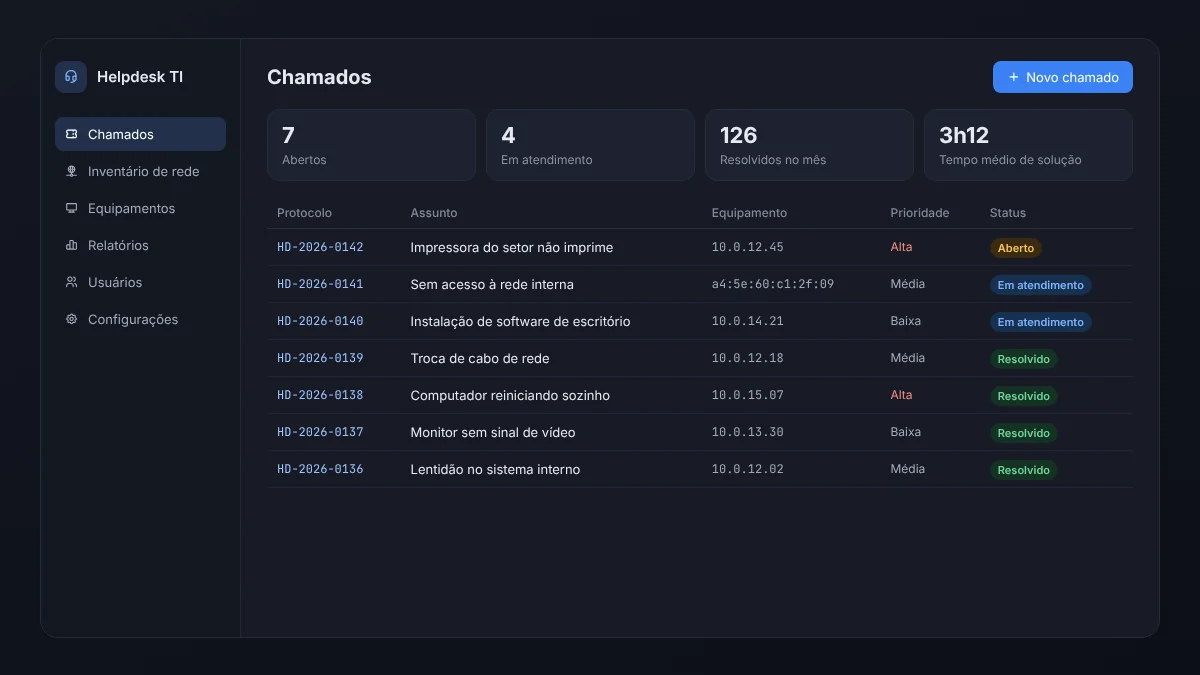 Helpdesk TI
Chamados
Inventário de rede
Equipamentos
Relatórios
Usuários
Configurações
Chamados
+ Novo chamado
7
Abertos
4
Em atendimento
126
Resolvidos no mês
3h12
Tempo médio de solução
Protocolo Assunto Equipamento Prioridade Status
HD-2026-0142 Impressora do setor não imprime 10.0.12.45 Alta Aberto
HD-2026-0141 Sem acesso à rede interna a4:5e:60:c1:2f:09 Média Em atendimento
HD-2026-0140 Instalação de software de escritório 10.0.14.21 Baixa Em atendimento
HD-2026-0139 Troca de cabo de rede 10.0.12.18 Média Resolvido
HD-2026-0138 Computador reiniciando sozinho 10.0.15.07 Alta Resolvido
HD-2026-0137 Monitor sem sinal de vídeo 10.0.13.30 Baixa Resolvido
HD-2026-0136 Lentidão no sistema interno 10.0.12.02 Média Resolvido